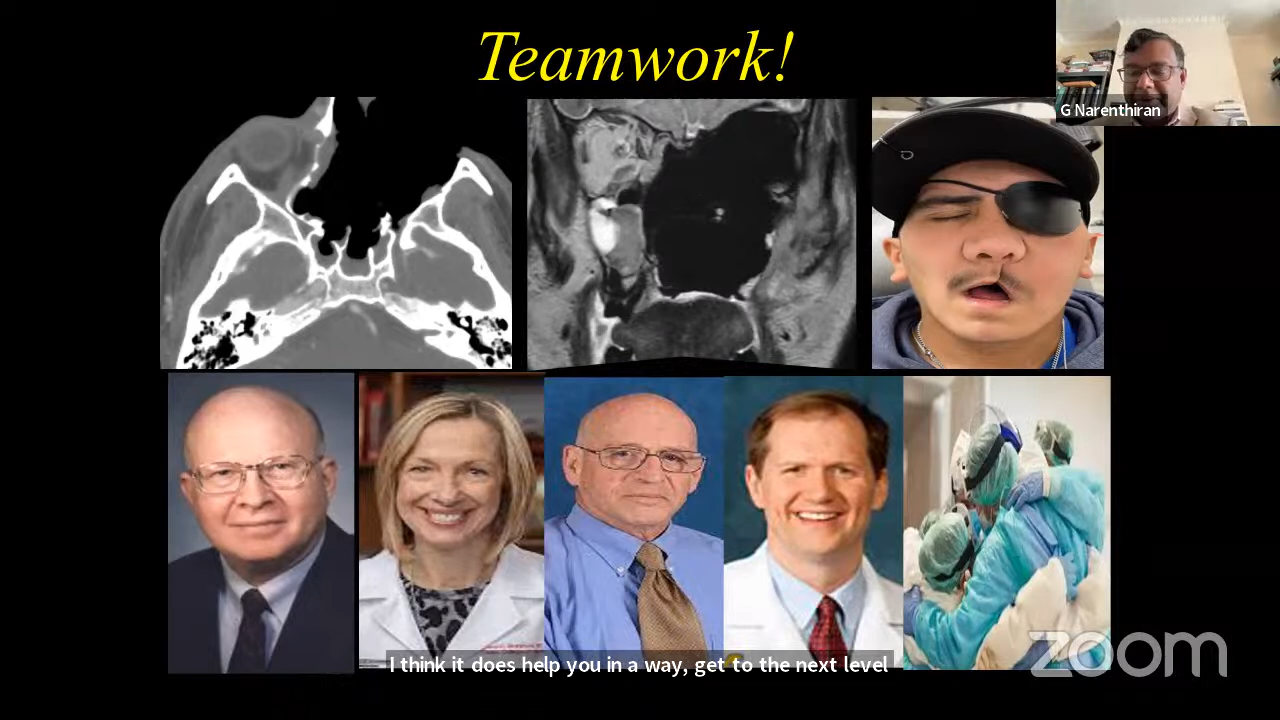 Teamwork!
G Narenthiran
I think it does help you in a way, get to the next level
zoom